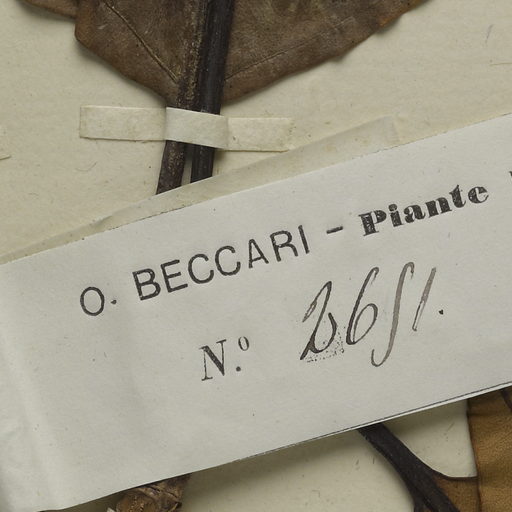 O. BECCARI - Piante
N.º 2651.